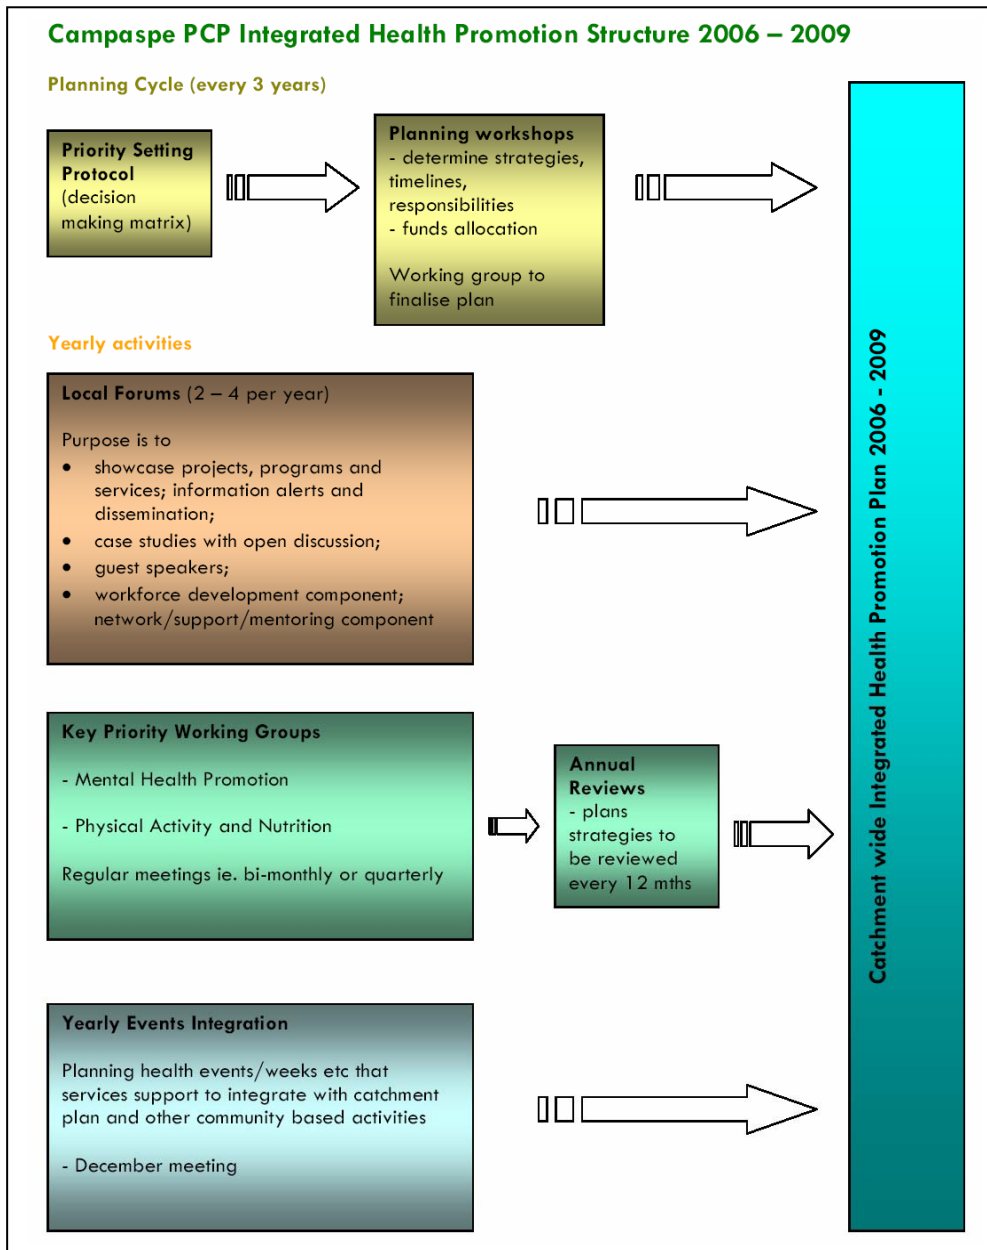 Campaspe PCP Integrated Health Promotion Structure 2006 – 2009
Planning Cycle (every 3 years)
Priority Setting
Protocol
(decision
making matrix)
Planning workshops
- determine strategies,
timelines,
responsibilities
- funds allocation
Working group to
finalise plan
Yearly activities
Local Forums (2 – 4 per year)
Purpose is to
• showcase projects, programs and
services; information alerts and
dissemination;
• case studies with open discussion;
• guest speakers;
• workforce development component;
network/support/mentoring component
Key Priority Working Groups
- Mental Health Promotion
- Physical Activity and Nutrition
Regular meetings ie. bi-monthly or quarterly
Annual
Reviews
- plans
strategies to
be reviewed
every 12 mths
Yearly Events Integration
Planning health events/weeks etc that
services support to integrate with catchment
plan and other community based activities
- December meeting
Catchment wide Integrated Health Promotion Plan 2006 - 2009